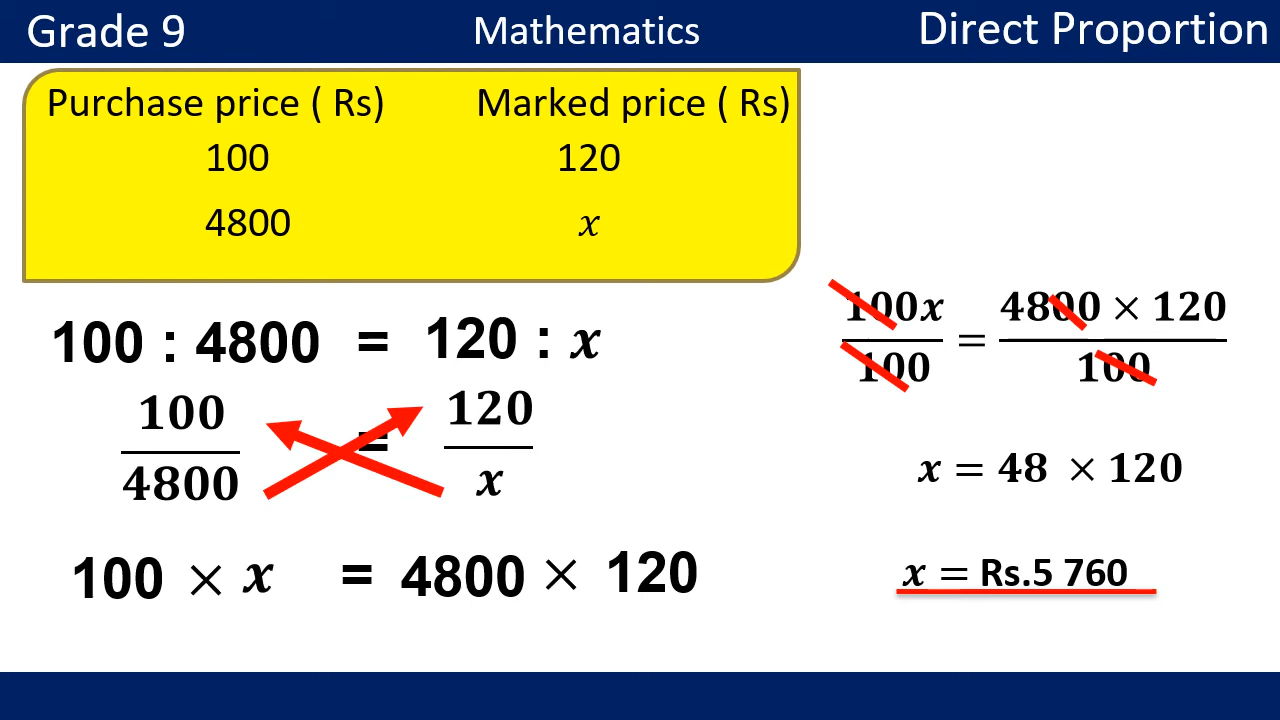 Grade 9 Mathematics Direct Proportion
Purchase price ( Rs) Marked price ( Rs)
100 120
4800 x
100 : 4800 = 120 : x
100/4800 = 120/x
100 × x = 4800 × 120
100x/100 = 4800 × 120/100
x = 48 × 120
x = Rs.5 760